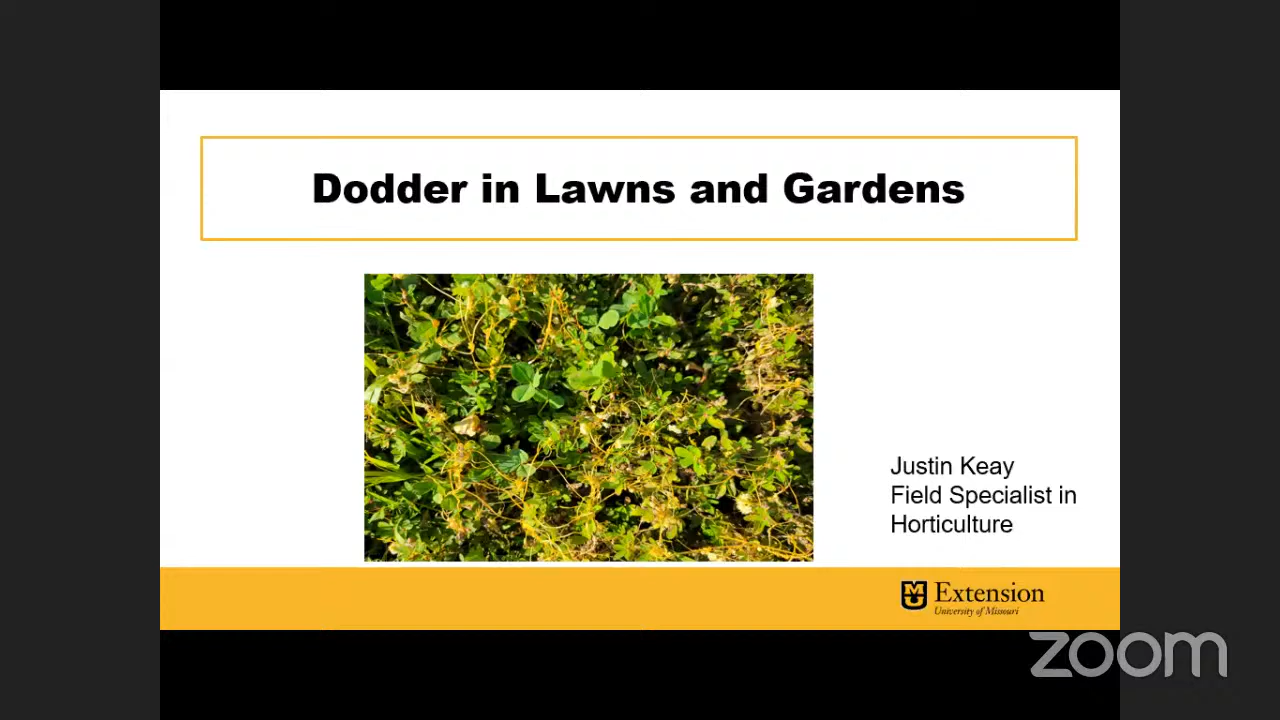 Dodder in Lawns and Gardens
Justin Keay
Field Specialist in
Horticulture
Extension
University of Missouri
zoom